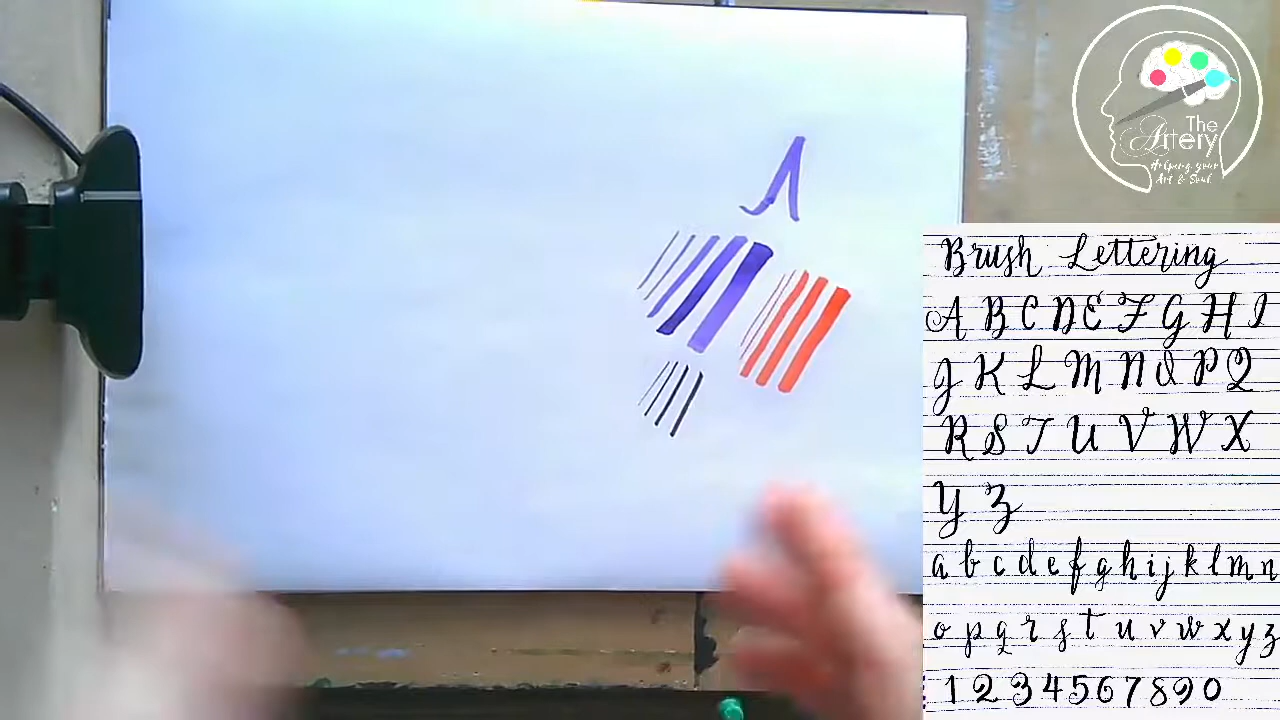 The
Artery
Helping your
Art & Soul
Brush Lettering
A B C D E F G H I
J K L M N O P Q
R S T U V W X
Y Z
a b c d e f g h i j k l m n
o p q r s t u v w x y z
1 2 3 4 5 6 7 8 9 0